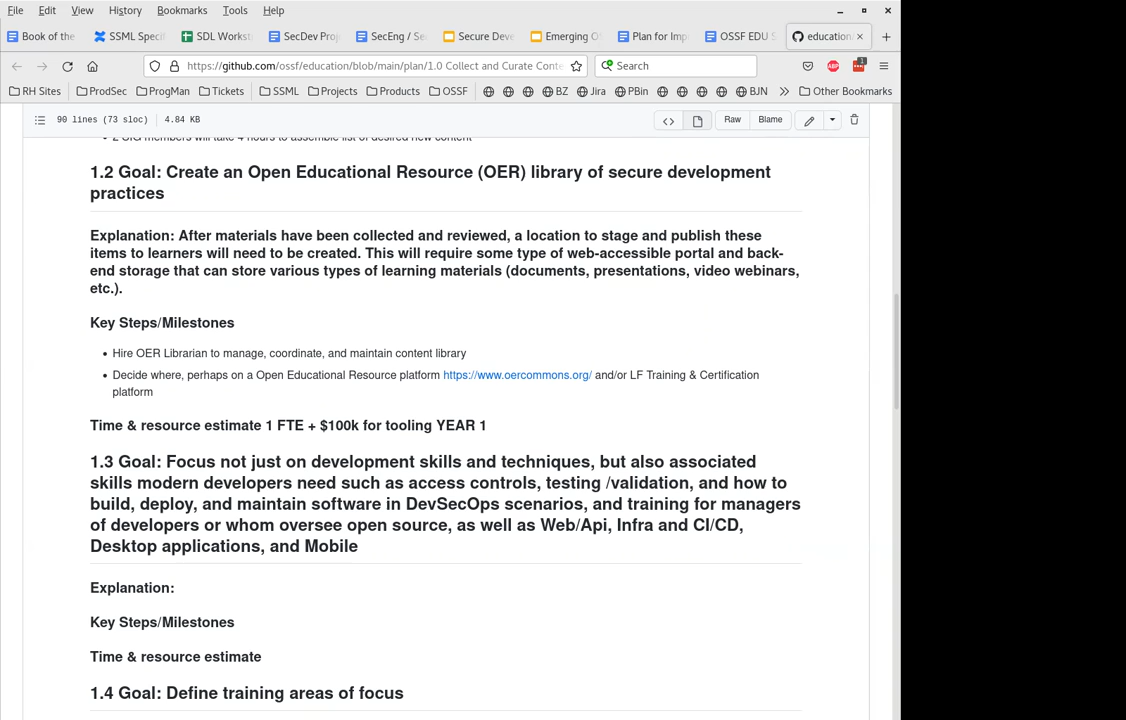 File Edit View History Bookmarks Tools Help
Book of the SSML Speci SDL Workst SecDev Proj SecEng / Se Secure Deve Emerging O Plan for Imp OSSF EDU S education
https://github.com/ossf/education/blob/main/plan/1.0 Collect and Curate Conte Search
RH Sites ProdSec ProgMan Tickets SSML Projects Products OSSF BZ Jira PBin BJN Other Bookmarks
90 lines (73 sloc) 4.84 KB Raw Blame
1.2 Goal: Create an Open Educational Resource (OER) library of secure development
practices
Explanation: After materials have been collected and reviewed, a location to stage and publish these
items to learners will need to be created. This will require some type of web-accessible portal and back-
end storage that can store various types of learning materials (documents, presentations, video webinars,
etc.).
Key Steps/Milestones
Hire OER Librarian to manage, coordinate, and maintain content library
Decide where, perhaps on a Open Educational Resource platform https://www.oercommons.org/ and/or LF Training & Certification
platform
Time & resource estimate 1 FTE + $100k for tooling YEAR 1
1.3 Goal: Focus not just on development skills and techniques, but also associated
skills modern developers need such as access controls, testing /validation, and how to
build, deploy, and maintain software in DevSecOps scenarios, and training for managers
of developers or whom oversee open source, as well as Web/Api, Infra and CI/CD,
Desktop applications, and Mobile
Explanation:
Key Steps/Milestones
Time & resource estimate
1.4 Goal: Define training areas of focus